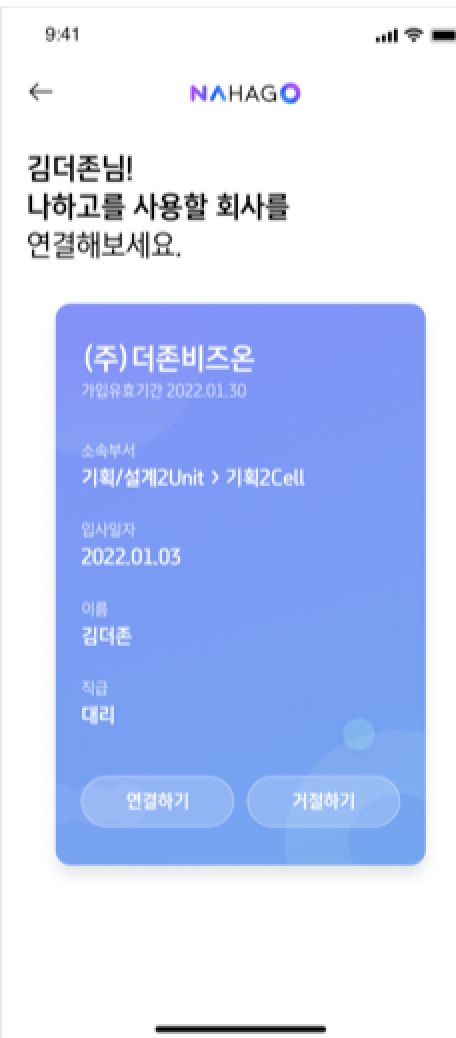 9:41
NAHAGO
김더존님!
나하고를 사용할 회사를
연결해보세요.
(주)더존비즈온
가입유효기간 2022.01.30
소속부서
기획/설계2Unit > 기획2Cell
입사일자
2022.01.03
이름
김더존
직급
대리
연결하기 거절하기